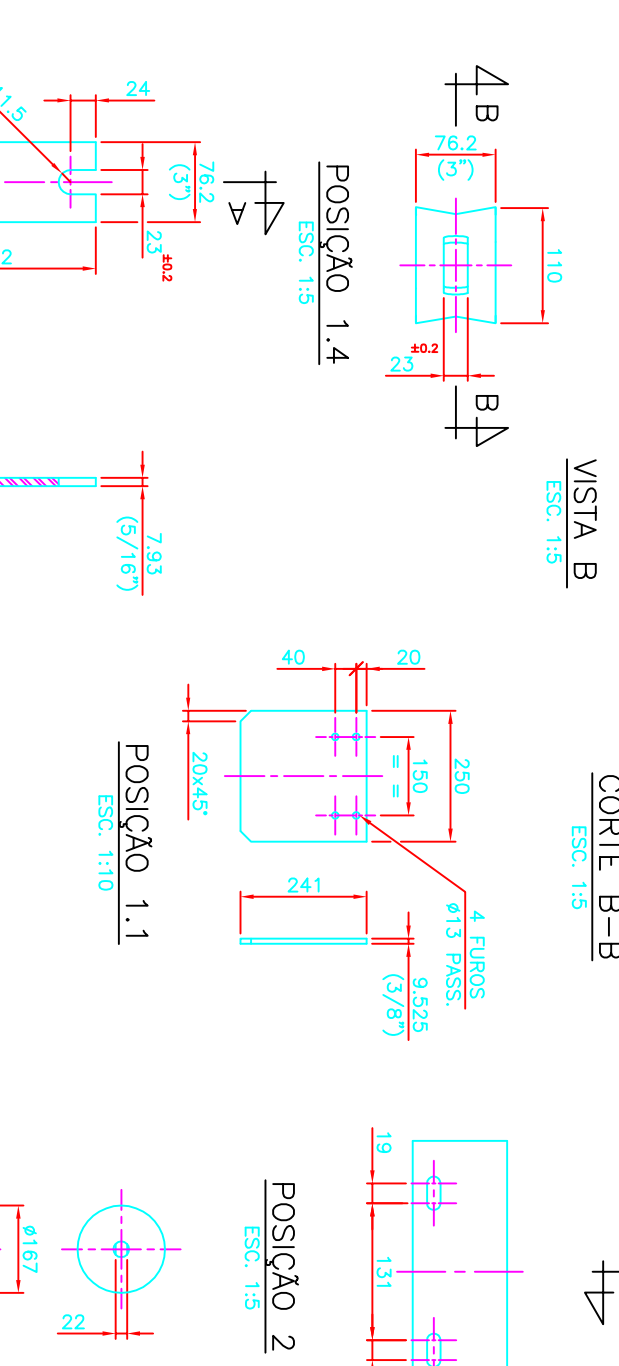 B
76.2
(3")
110
23
±0.2
B
VISTA B
ESC. 1:5
POSIÇÃO 1.4
ESC. 1:5
24
76.2
(3")
A
23
±0.2
7.93
(5/16")
CORTE B-B
ESC. 1:5
40
20
250
150
= =
20x45°
POSIÇÃO 1.1
ESC. 1:10
241
4 FUROS
ø13 PASS.
9.525
(3/8")
19
131
POSIÇÃO 2
ESC. 1:5
ø167
22